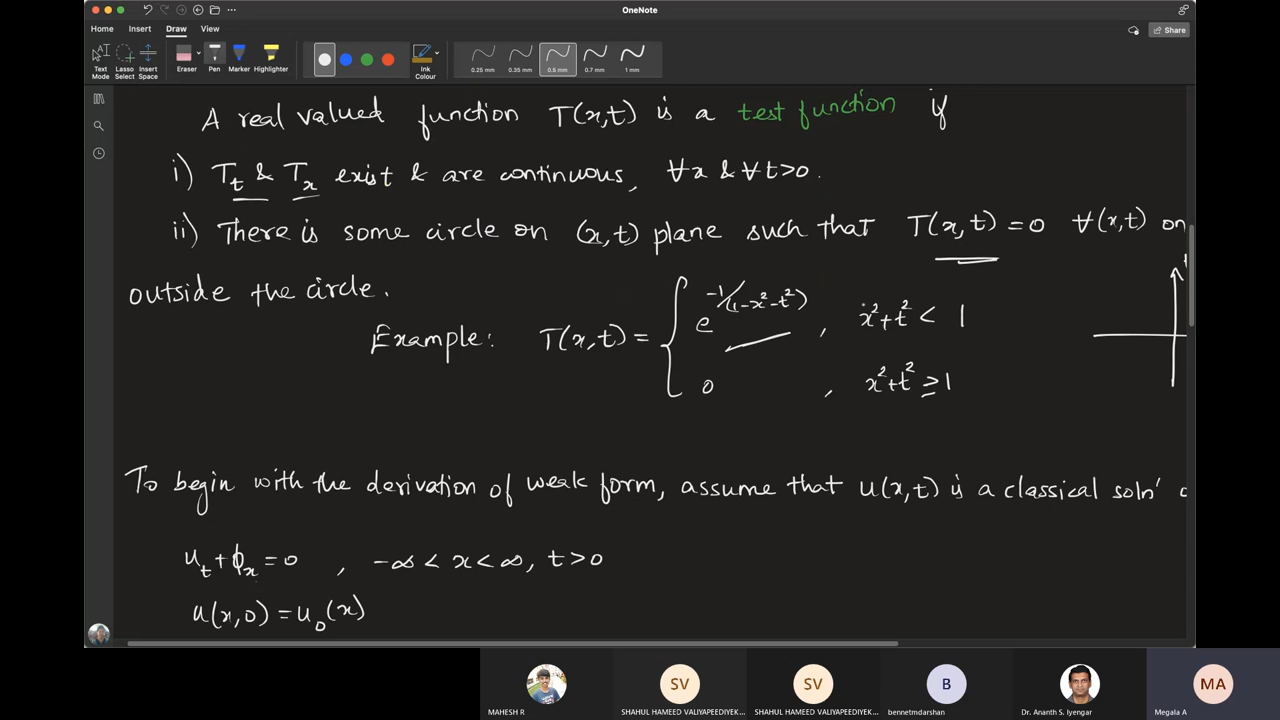 OneNote
Share
Home Insert Draw View
Text Mode
Lasso Select
Insert Space
Eraser
Pen
Marker
Highlighter
Ink Colour
0.25 mm
0.35 mm
0.5 mm
0.7 mm
1 mm
A real valued function T(x,t) is a test function if
i) T_t & T_x exist & are continuous, ∀x & ∀t>0.
ii) There is some circle on (x,t) plane such that T(x,t) = 0 ∀(x,t) on
outside the circle.
Example: T(x,t) = { e^{-1/(1-x²-t²)} , x²+t² < 1
0 , x²+t² ≥ 1
To begin with the derivation of weak form, assume that u(x,t) is a classical soln'
u_t + ϕ_x = 0 , -∞ < x < ∞, t > 0
u(x,0) = u_0(x)
SV
SV
B
MA
MAHESH R
SHAHUL HAMEED VALIYAPEEDIYEK...
SHAHUL HAMEED VALIYAPEEDIYEK...
bennetmdarshan
Dr. Ananth S. Iyengar
Megala A